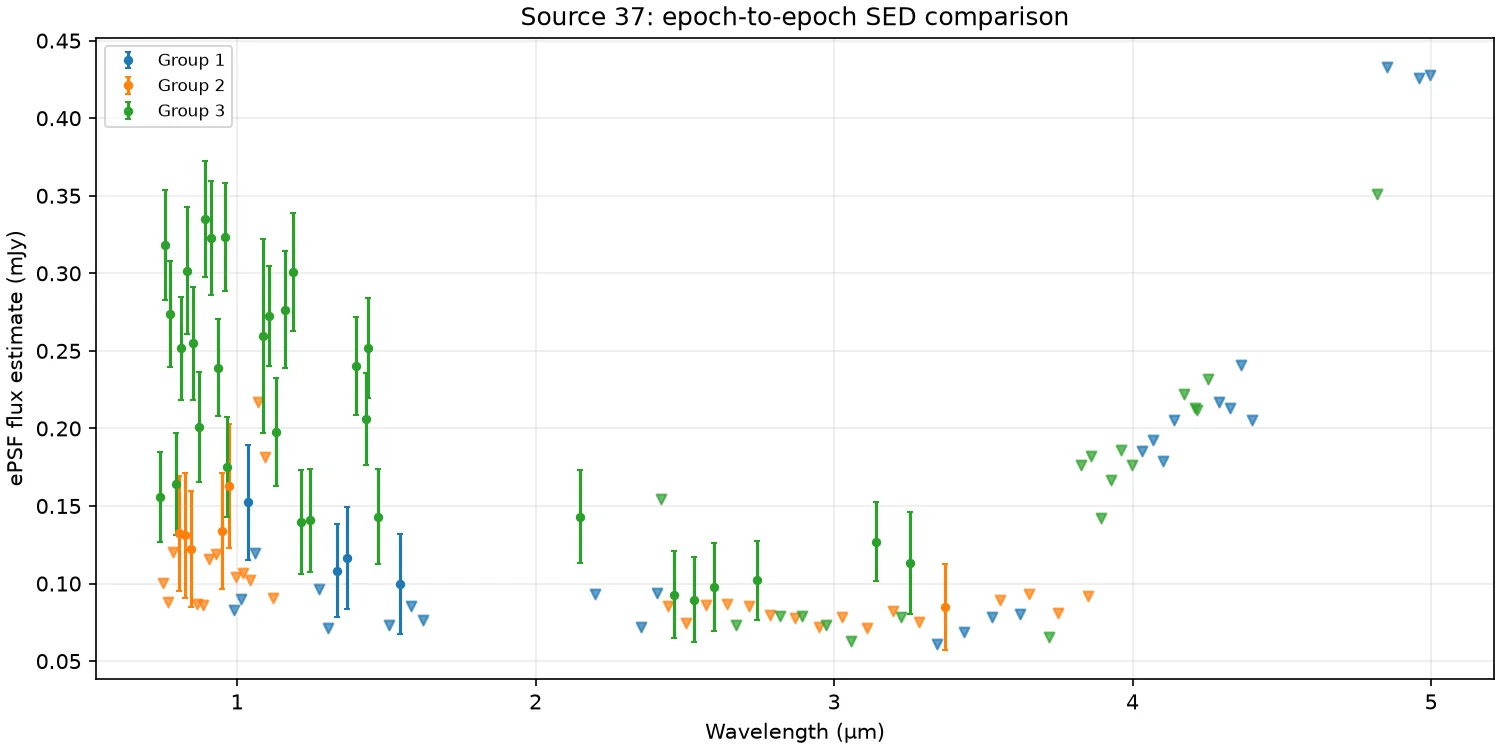 Source 37: epoch-to-epoch SED comparison
Group 1
Group 2
Group 3
ePSF flux estimate (mJy)
0.45
0.40
0.35
0.30
0.25
0.20
0.15
0.10
0.05
1 2 3 4 5
Wavelength (µm)